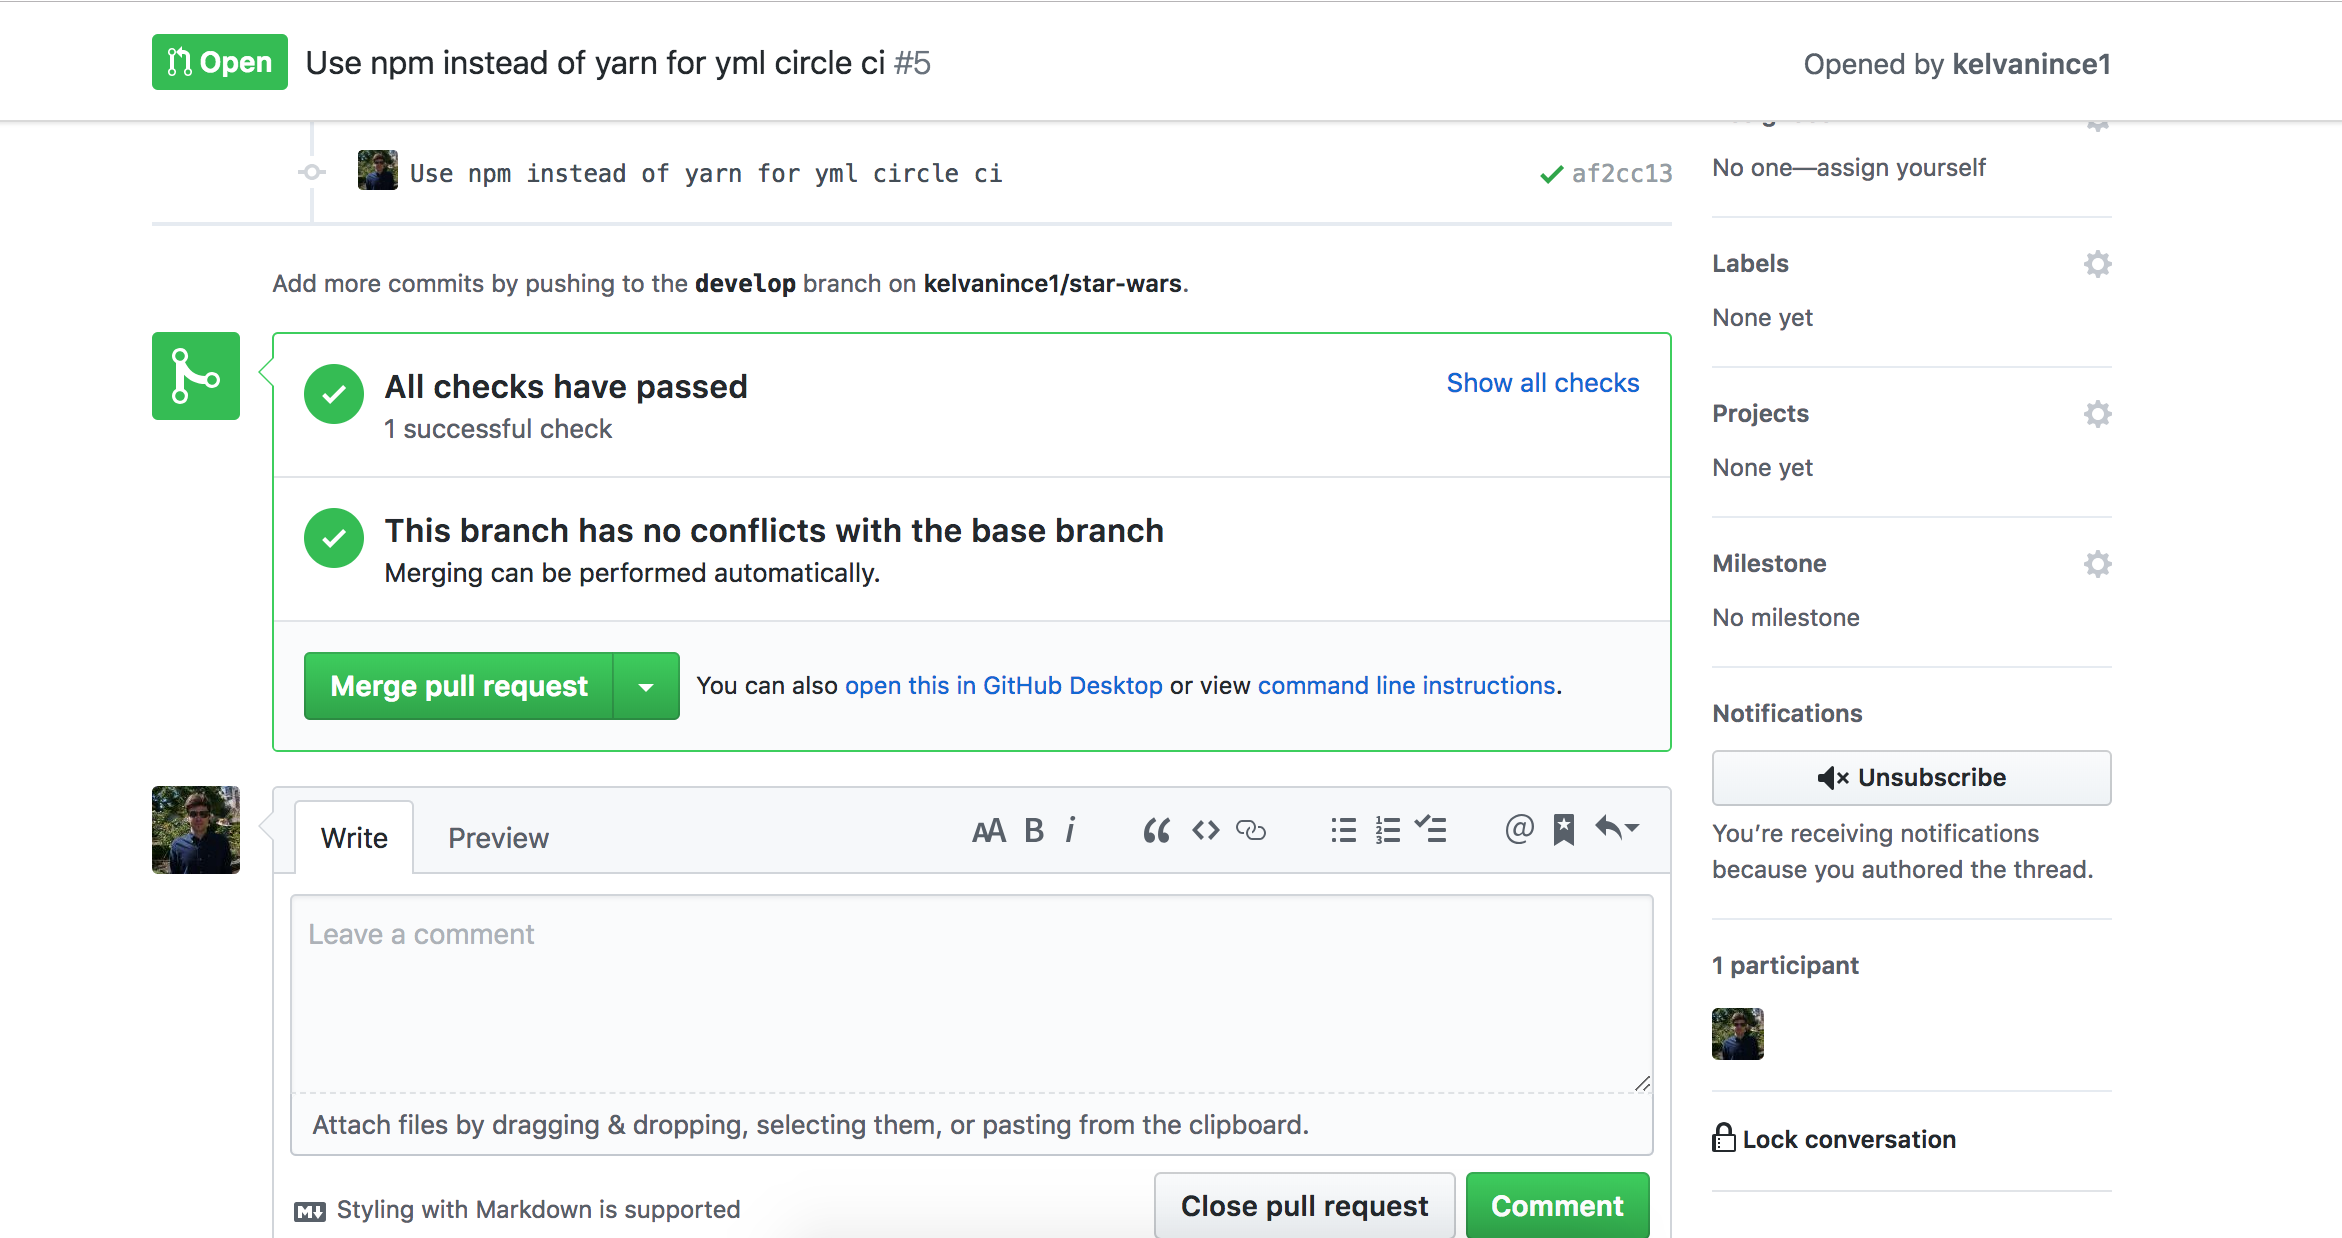 Open Use npm instead of yarn for yml circle ci #5
Opened by kelvanince1
Use npm instead of yarn for yml circle ci
af2cc13
Add more commits by pushing to the develop branch on kelvanince1/star-wars.
All checks have passed
Show all checks
1 successful check
This branch has no conflicts with the base branch
Merging can be performed automatically.
Merge pull request
You can also open this in GitHub Desktop or view command line instructions.
Write
Preview
Leave a comment
Attach files by dragging & dropping, selecting them, or pasting from the clipboard.
Styling with Markdown is supported
Close pull request
Comment
No one—assign yourself
Labels
None yet
Projects
None yet
Milestone
No milestone
Notifications
Unsubscribe
You’re receiving notifications
because you authored the thread.
1 participant
Lock conversation